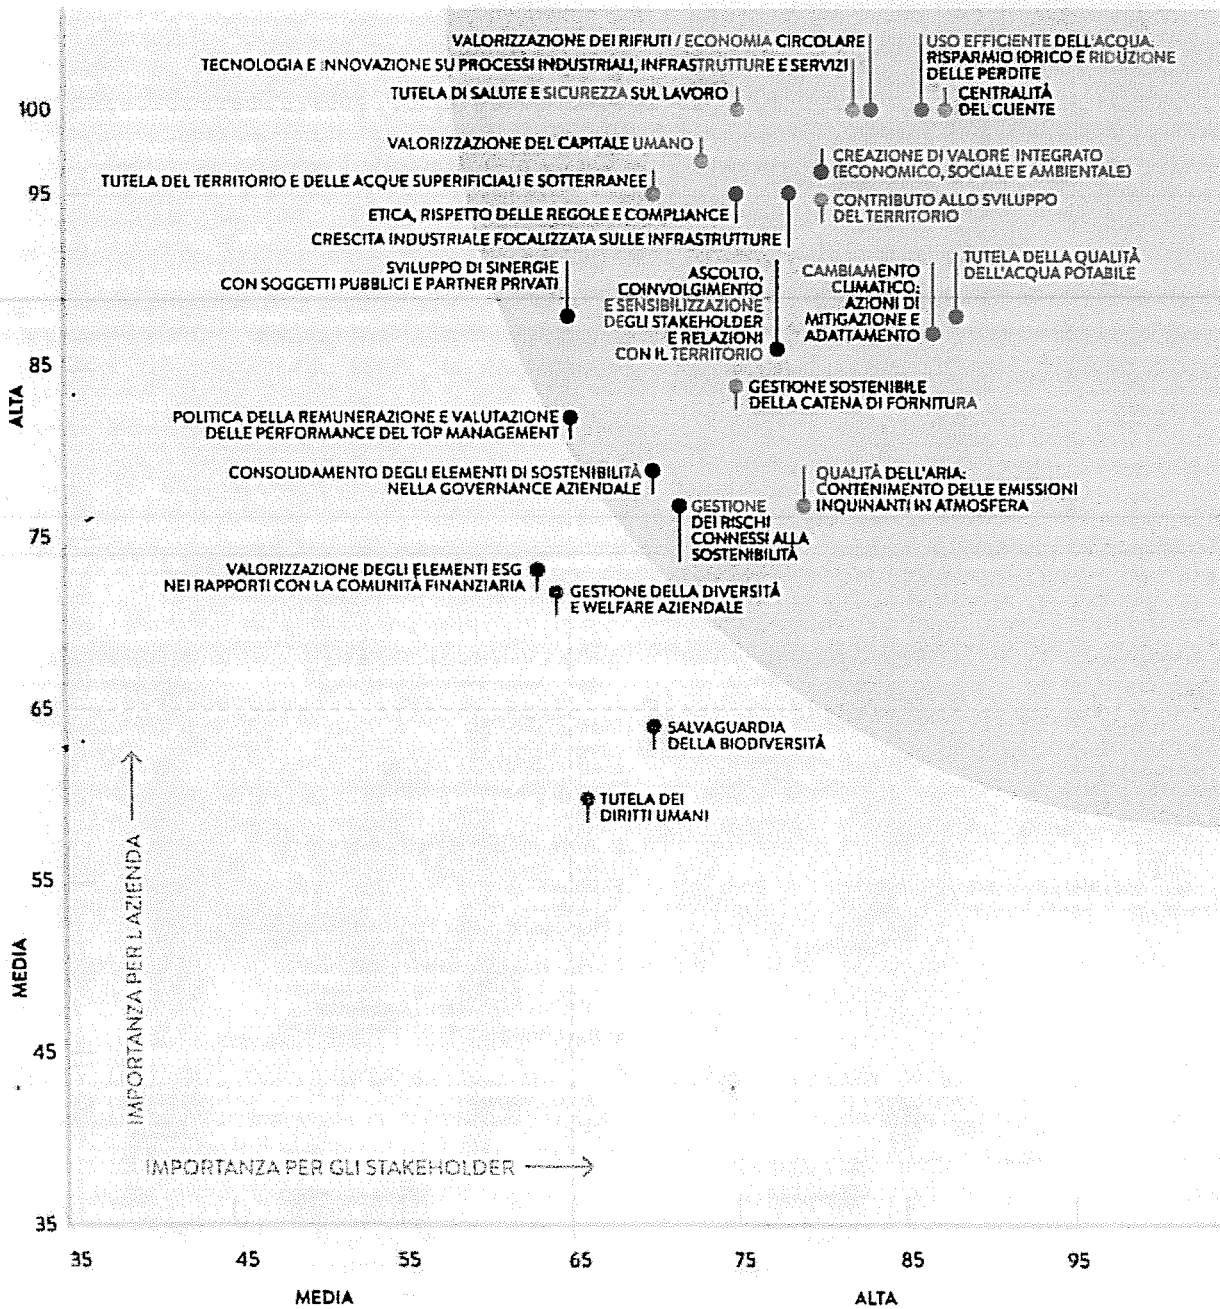 VALORIZZAZIONE DEI RIFIUTI / ECONOMIA CIRCOLARE
USO EFFICIENTE DELL'ACQUA,
RISPARMIO IDRICO E RIDUZIONE
DELLE PERDITE
TECNOLOGIA E INNOVAZIONE SU PROCESSI INDUSTRIALI, INFRASTRUTTURE E SERVIZI
TUTELA DI SALUTE E SICUREZZA SUL LAVORO
CENTRALITÀ
DEL CLIENTE
100
VALORIZZAZIONE DEL CAPITALE UMANO
CREAZIONE DI VALORE INTEGRATO
(ECONOMICO, SOCIALE E AMBIENTALE)
TUTELA DEL TERRITORIO E DELLE ACQUE SUPERIFICIALI E SOTTERRANEE
95
CONTRIBUTO ALLO SVILUPPO
DEL TERRITORIO
ETICA, RISPETTO DELLE REGOLE E COMPLIANCE
CRESCITA INDUSTRIALE FOCALIZZATA SULLE INFRASTRUTTURE
SVILUPPO DI SINERGIE
CON SOGGETTI PUBBLICI E PARTNER PRIVATI
ASCOLTO,
COINVOLGIMENTO
E SENSIBILIZZAZIONE
DEGLI STAKEHOLDER
E RELAZIONI
CON IL TERRITORIO
CAMBIAMENTO
CLIMATICO:
AZIONI DI
MITIGAZIONE E
ADATTAMENTO
TUTELA DELLA QUALITÀ
DELL'ACQUA POTABILE
85
ALTA
GESTIONE SOSTENIBILE
DELLA CATENA DI FORNITURA
POLITICA DELLA REMUNERAZIONE E VALUTAZIONE
DELLE PERFORMANCE DEL TOP MANAGEMENT
CONSOLIDAMENTO DEGLI ELEMENTI DI SOSTENIBILITÀ
NELLA GOVERNANCE AZIENDALE
QUALITÀ DELL'ARIA:
CONTENIMENTO DELLE EMISSIONI
INQUINANTI IN ATMOSFERA
GESTIONE
DEI RISCHI
CONNESSI ALLA
SOSTENIBILITÀ
75
VALORIZZAZIONE DEGLI ELEMENTI ESG
NEI RAPPORTI CON LA COMUNITÀ FINANZIARIA
GESTIONE DELLA DIVERSITÀ
E WELFARE AZIENDALE
65
SALVAGUARDIA
DELLA BIODIVERSITÀ
TUTELA DEI
DIRITTI UMANI
IMPORTANZA PER L'AZIENDA
55
MEDIA
45
IMPORTANZA PER GLI STAKEHOLDER
35
35 45 55 65 75 85 95
MEDIA ALTA